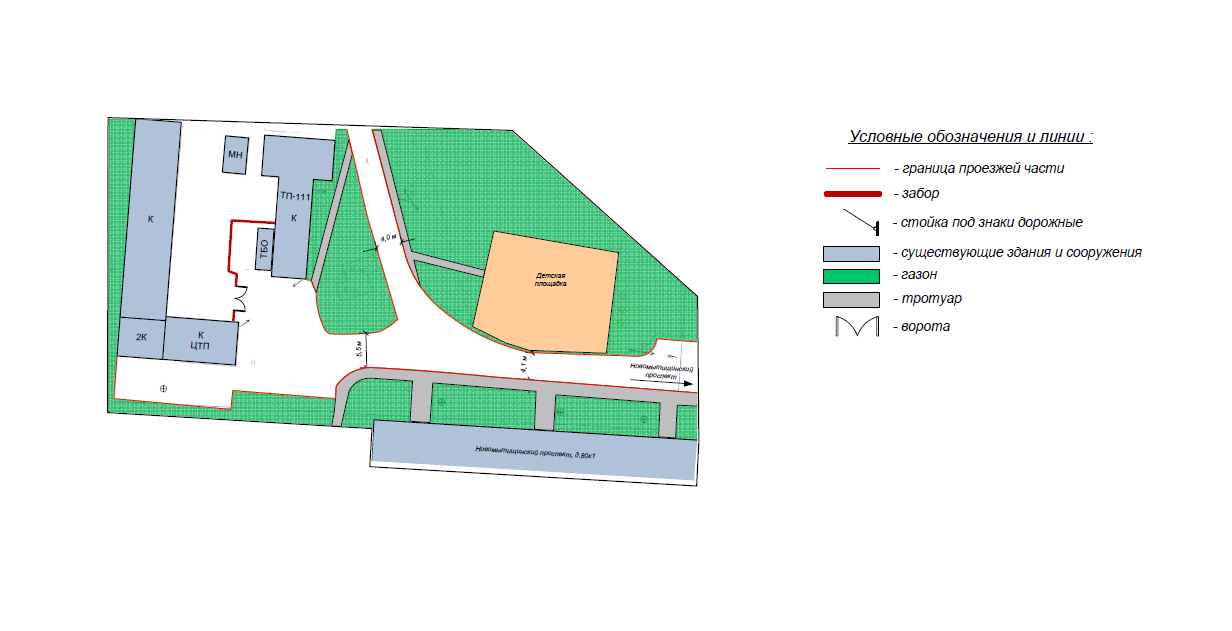 Условные обозначения и линии :
- граница проезжей части
- забор
- стойка под знаки дорожные
- существующие здания и сооружения
- газон
- тротуар
- ворота
МН
К
ТП-111
К
ТБО
4,0 м
Детская
площадка
2К
К
ЦТП
5,5 м
4,1 м
Новомытищинский
проспект
Новомытищинский проспект, д.80к1